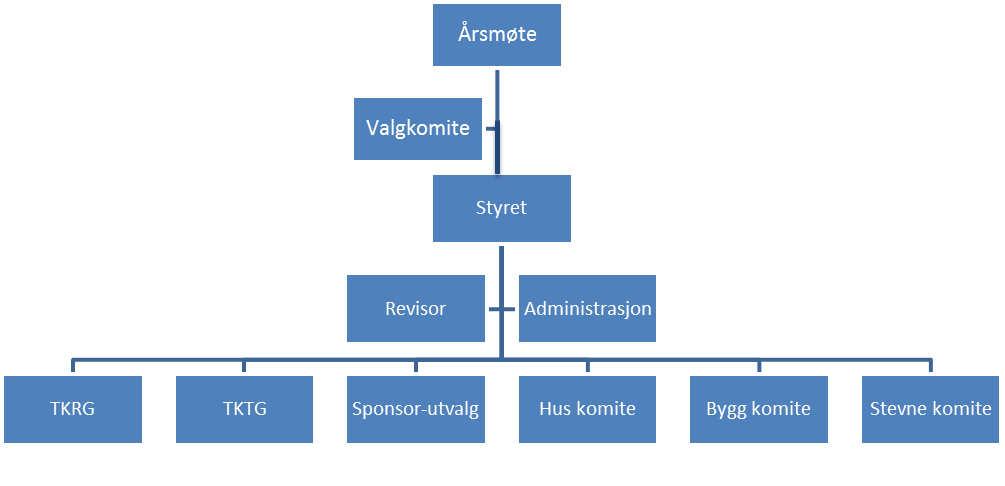 Årsmøte
Valgkomite
Styret
Revisor
Administrasjon
TKRG
TKTG
Sponsor-utvalg
Hus komite
Bygg komite
Stevne komite